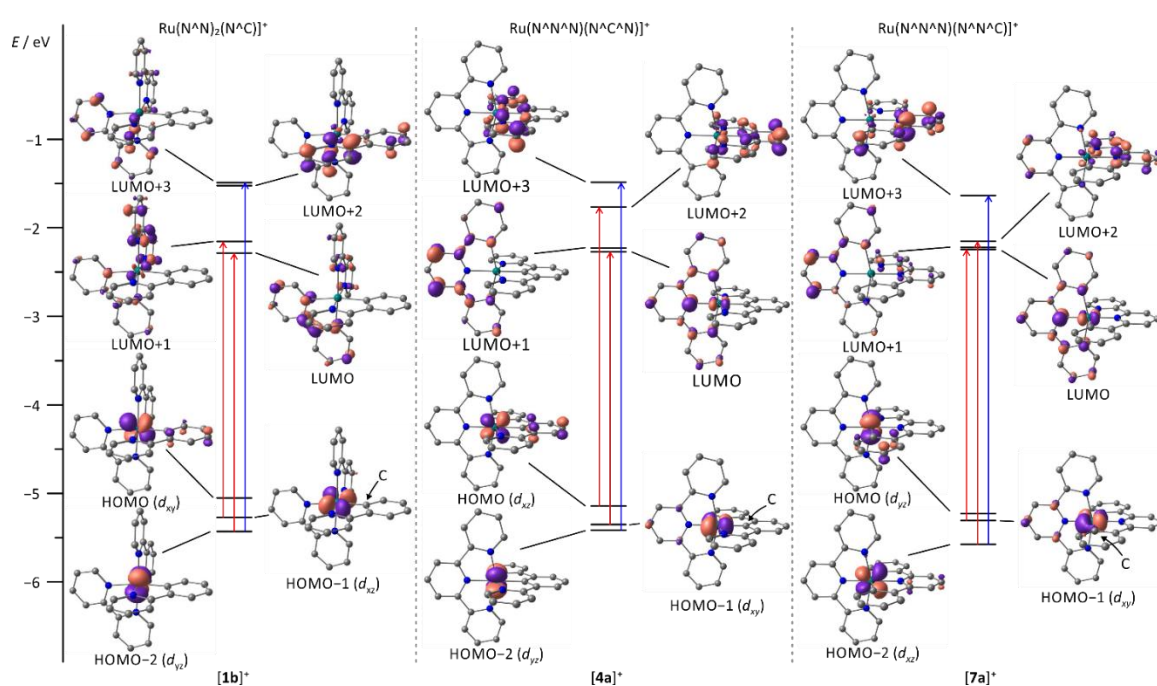 Ru(N^N)₂(N^C)]⁺
Ru(N^N^N)(N^C^N)]⁺
Ru(N^N^N)(N^N^C)]⁺
E / eV
−1
−2
−3
−4
−5
−6
LUMO+3
LUMO+2
LUMO+1
LUMO
HOMO (dxy)
C
HOMO−1 (dxz)
HOMO−2 (dyz)
[1b]⁺
LUMO+3
LUMO+2
LUMO+1
LUMO
HOMO (dxz)
C
HOMO−1 (dxy)
HOMO−2 (dyz)
[4a]⁺
LUMO+3
LUMO+2
LUMO+1
LUMO
HOMO (dyz)
C
HOMO−1 (dxy)
HOMO−2 (dxz)
[7a]⁺